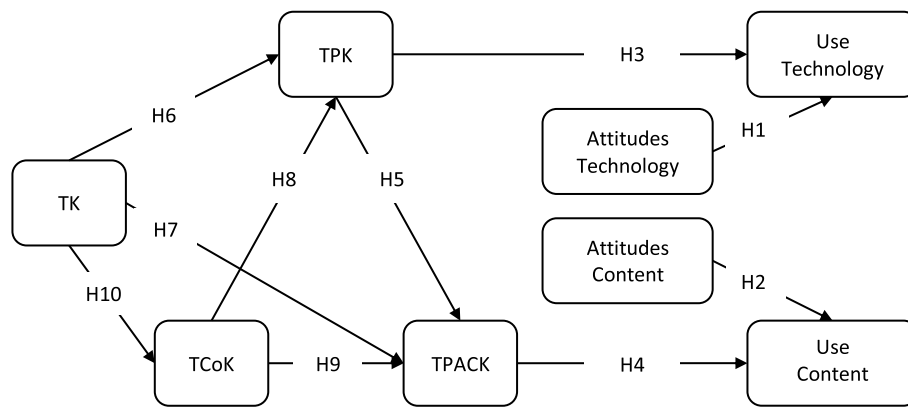 TPK
H3
Use
Technology
H6
Attitudes
Technology
H1
TK
H8
H5
H7
Attitudes
Content
H10
H2
TCoK
H9
TPACK
H4
Use
Content